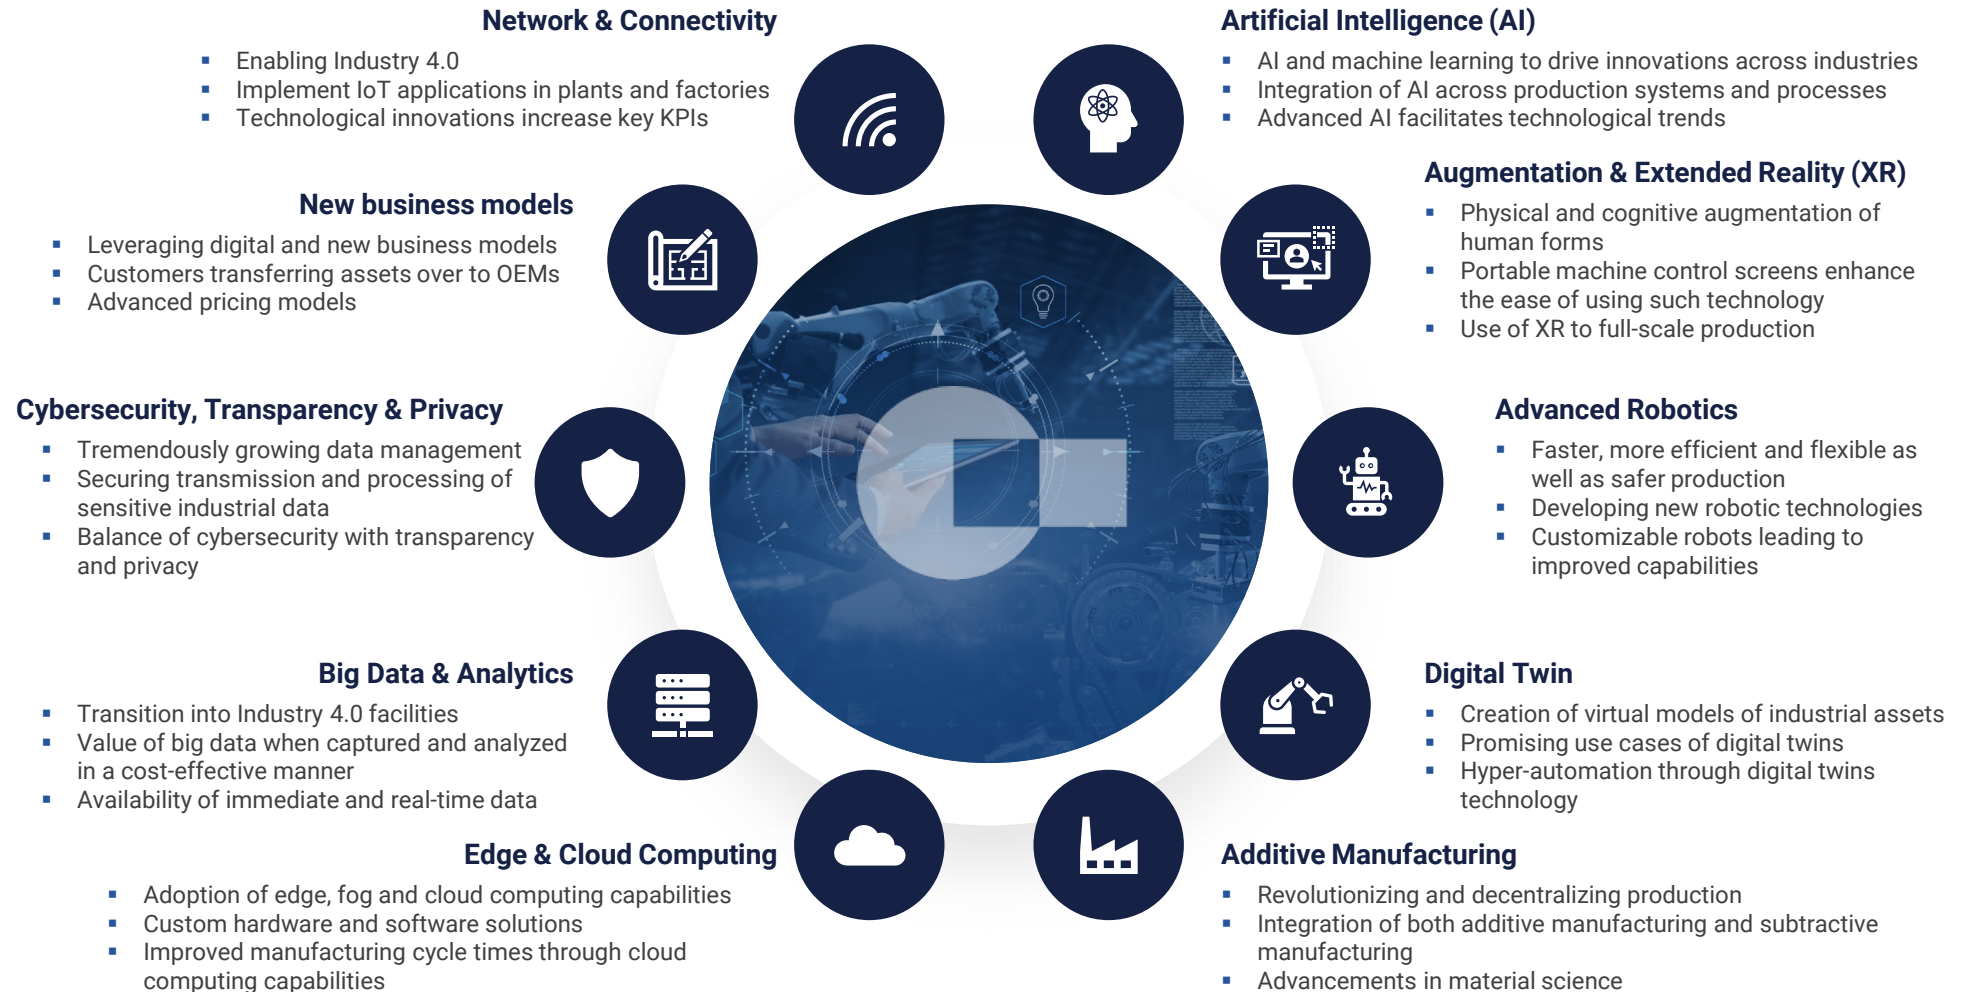 Network & Connectivity
▪ Enabling Industry 4.0
▪ Implement IoT applications in plants and factories
▪ Technological innovations increase key KPIs
Artificial Intelligence (AI)
▪ AI and machine learning to drive innovations across industries
▪ Integration of AI across production systems and processes
▪ Advanced AI facilitates technological trends
New business models
▪ Leveraging digital and new business models
▪ Customers transferring assets over to OEMs
▪ Advanced pricing models
Augmentation & Extended Reality (XR)
▪ Physical and cognitive augmentation of
human forms
▪ Portable machine control screens enhance
the ease of using such technology
▪ Use of XR to full-scale production
Cybersecurity, Transparency & Privacy
▪ Tremendously growing data management
▪ Securing transmission and processing of
sensitive industrial data
▪ Balance of cybersecurity with transparency
and privacy
Advanced Robotics
▪ Faster, more efficient and flexible as
well as safer production
▪ Developing new robotic technologies
▪ Customizable robots leading to
improved capabilities
Big Data & Analytics
▪ Transition into Industry 4.0 facilities
▪ Value of big data when captured and analyzed
in a cost-effective manner
▪ Availability of immediate and real-time data
Digital Twin
▪ Creation of virtual models of industrial assets
▪ Promising use cases of digital twins
▪ Hyper-automation through digital twins
technology
Edge & Cloud Computing
▪ Adoption of edge, fog and cloud computing capabilities
▪ Custom hardware and software solutions
▪ Improved manufacturing cycle times through cloud
computing capabilities
Additive Manufacturing
▪ Revolutionizing and decentralizing production
▪ Integration of both additive manufacturing and subtractive
manufacturing
▪ Advancements in material science